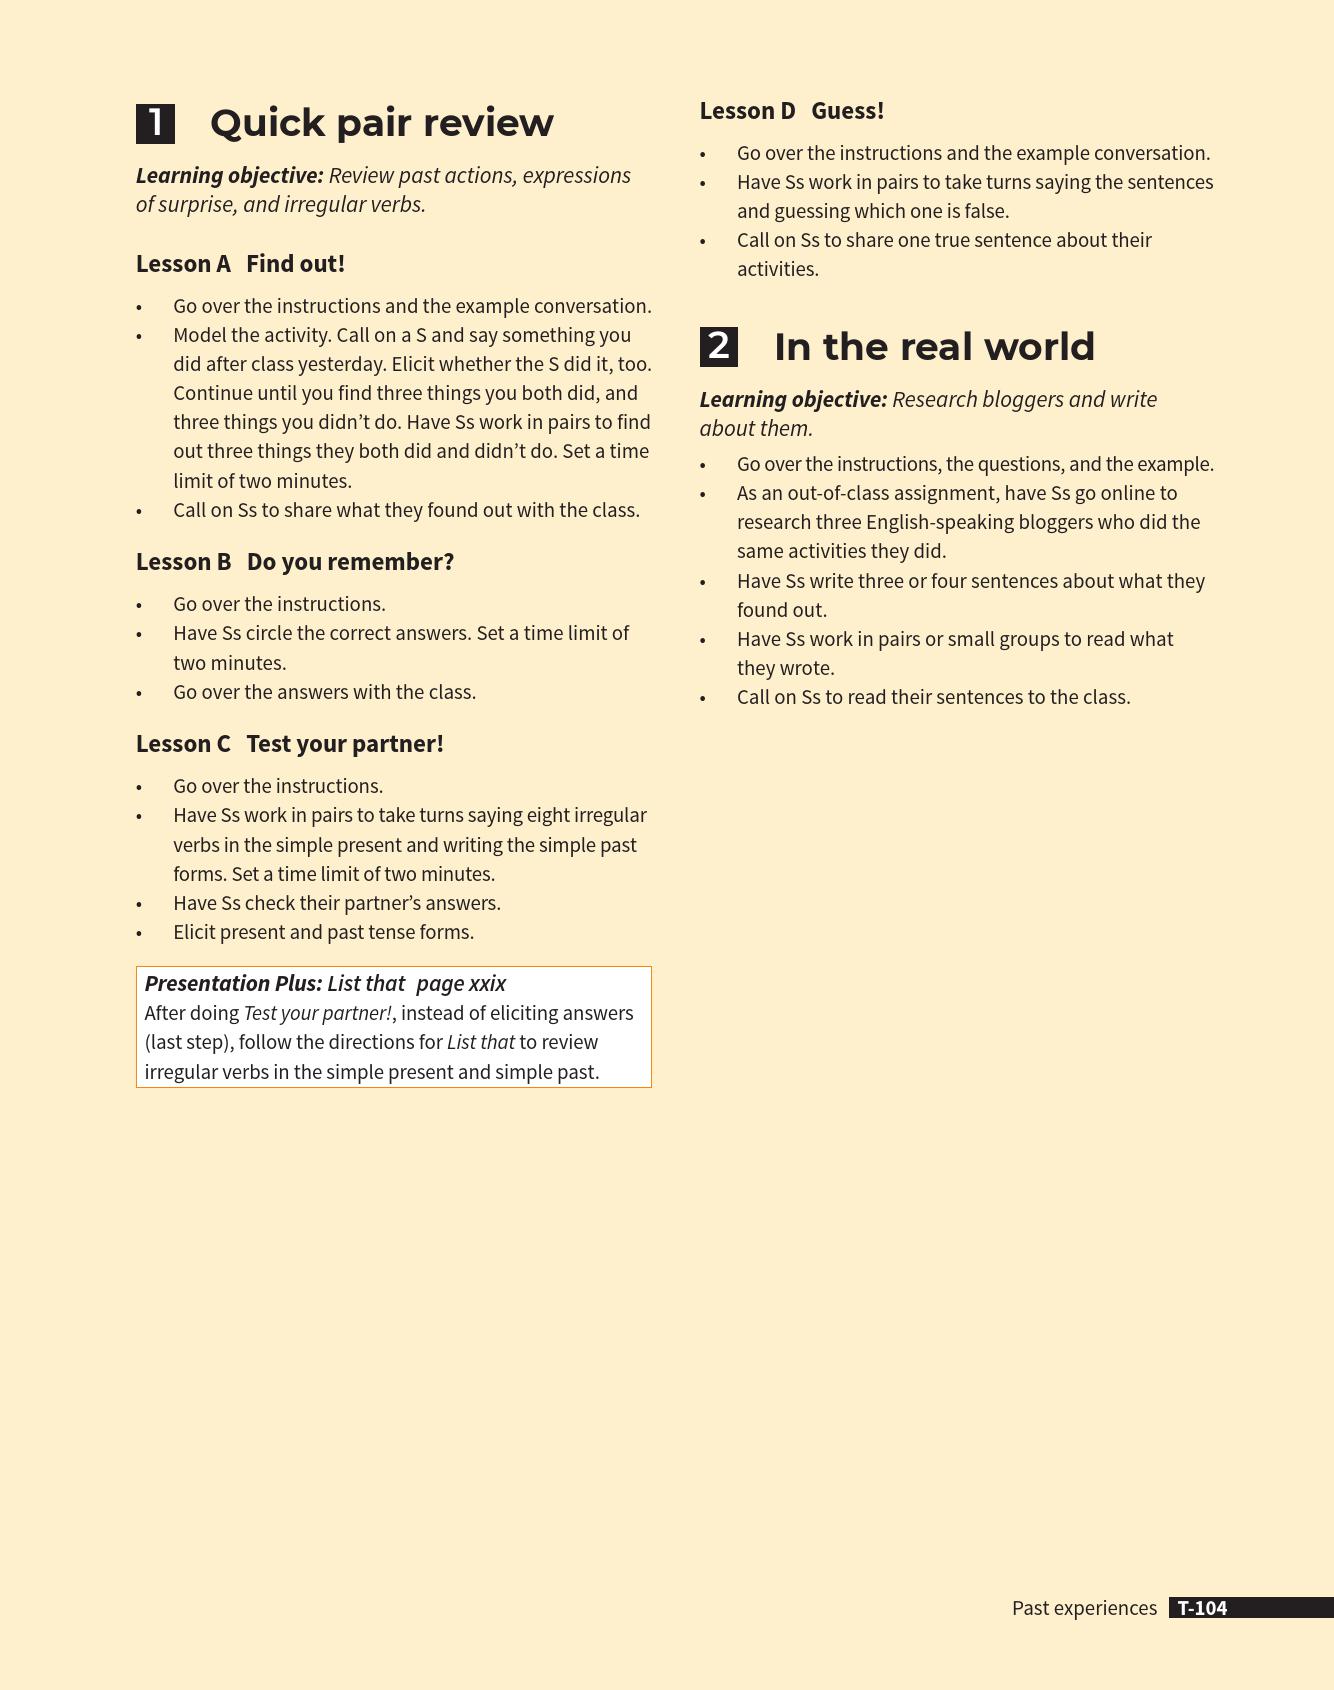 1 Quick pair review
Learning objective: Review past actions, expressions
of surprise, and irregular verbs.
Lesson A Find out!
• Go over the instructions and the example conversation.
• Model the activity. Call on a S and say something you
did after class yesterday. Elicit whether the S did it, too.
Continue until you find three things you both did, and
three things you didn’t do. Have Ss work in pairs to find
out three things they both did and didn’t do. Set a time
limit of two minutes.
• Call on Ss to share what they found out with the class.
Lesson B Do you remember?
• Go over the instructions.
• Have Ss circle the correct answers. Set a time limit of
two minutes.
• Go over the answers with the class.
Lesson C Test your partner!
• Go over the instructions.
• Have Ss work in pairs to take turns saying eight irregular
verbs in the simple present and writing the simple past
forms. Set a time limit of two minutes.
• Have Ss check their partner’s answers.
• Elicit present and past tense forms.
Presentation Plus: List that page xxix
After doing Test your partner!, instead of eliciting answers
(last step), follow the directions for List that to review
irregular verbs in the simple present and simple past.
Lesson D Guess!
• Go over the instructions and the example conversation.
• Have Ss work in pairs to take turns saying the sentences
and guessing which one is false.
• Call on Ss to share one true sentence about their
activities.
2 In the real world
Learning objective: Research bloggers and write
about them.
• Go over the instructions, the questions, and the example.
• As an out-of-class assignment, have Ss go online to
research three English-speaking bloggers who did the
same activities they did.
• Have Ss write three or four sentences about what they
found out.
• Have Ss work in pairs or small groups to read what
they wrote.
• Call on Ss to read their sentences to the class.
Past experiences T-104